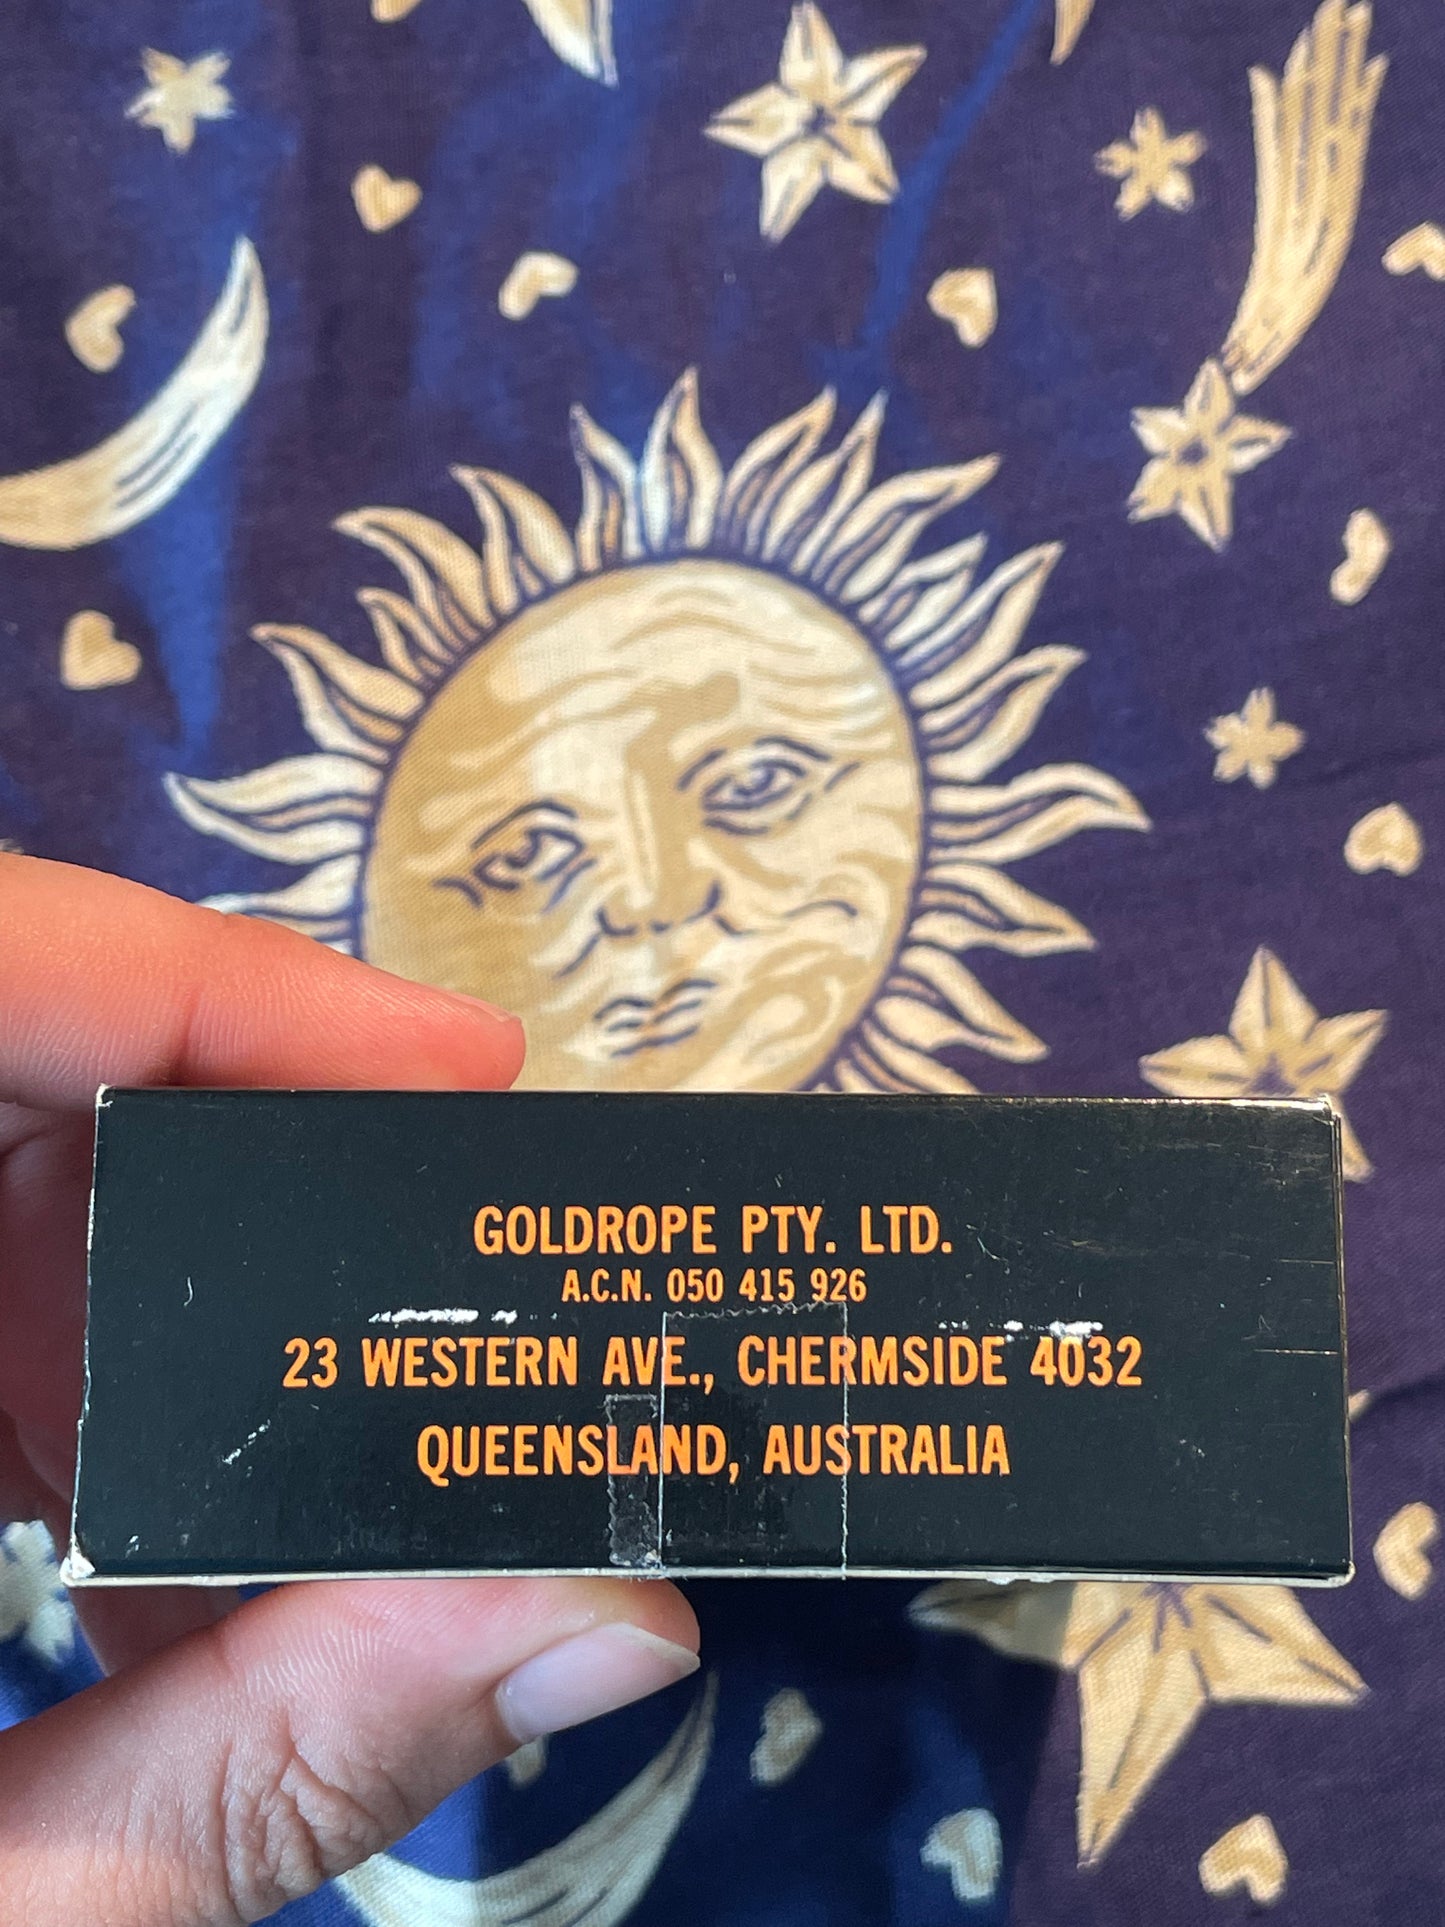 GOLDROPE PTY. LTD.
A.C.N. 050 415 926
23 WESTERN AVE., CHERMSIDE 4032
QUEENSLAND, AUSTRALIA